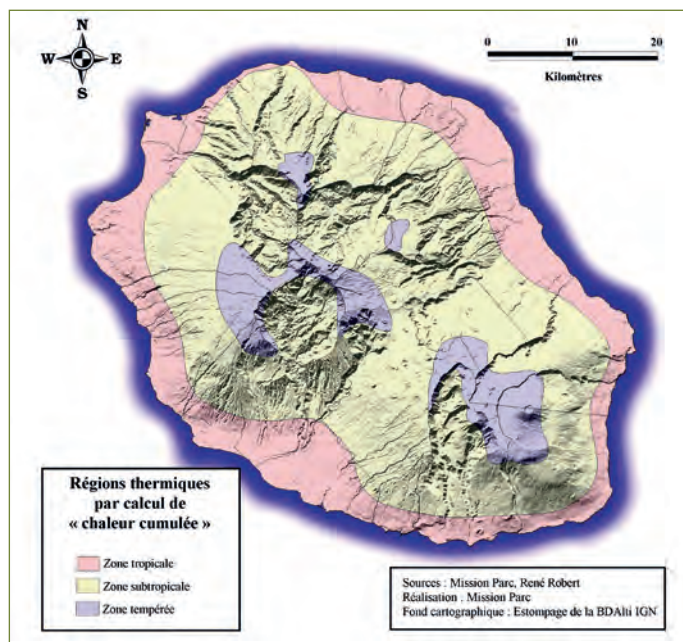 N
W E
S
0 10 20
Kilomètres
Régions thermiques
par calcul de
« chaleur cumulée »
Zone tropicale
Zone subtropicale
Zone tempérée
Sources : Mission Parc, René Robert
Réalisation : Mission Parc
Fond cartographique : Estompage de la BDAlti IGN